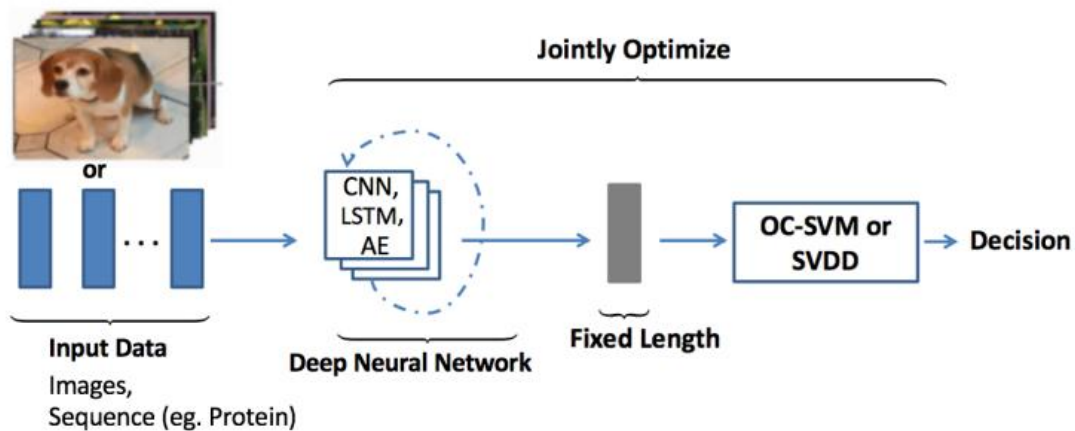 Jointly Optimize
or
CNN,
LSTM,
AE
...
OC-SVM or
SVDD
Decision
Fixed Length
Deep Neural Network
Input Data
Images,
Sequence (eg. Protein)